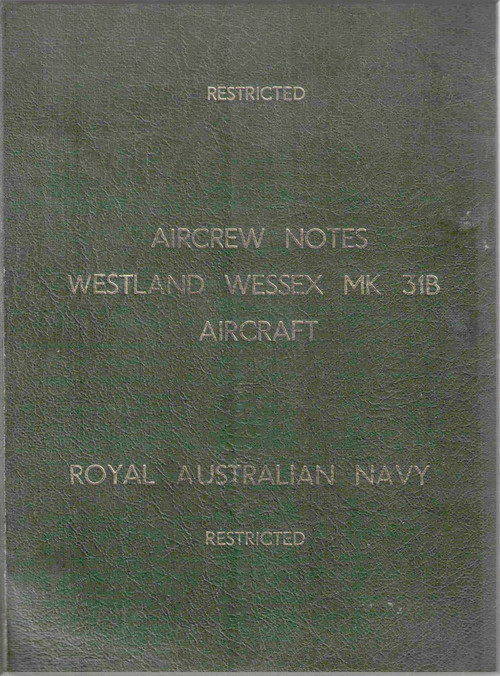 RESTRICTED
AIRCREW NOTES
WESTLAND WESSEX MK 31B
AiRCRAFT
ROYAL AUSTRALIAN NAVY
RESTRICTED